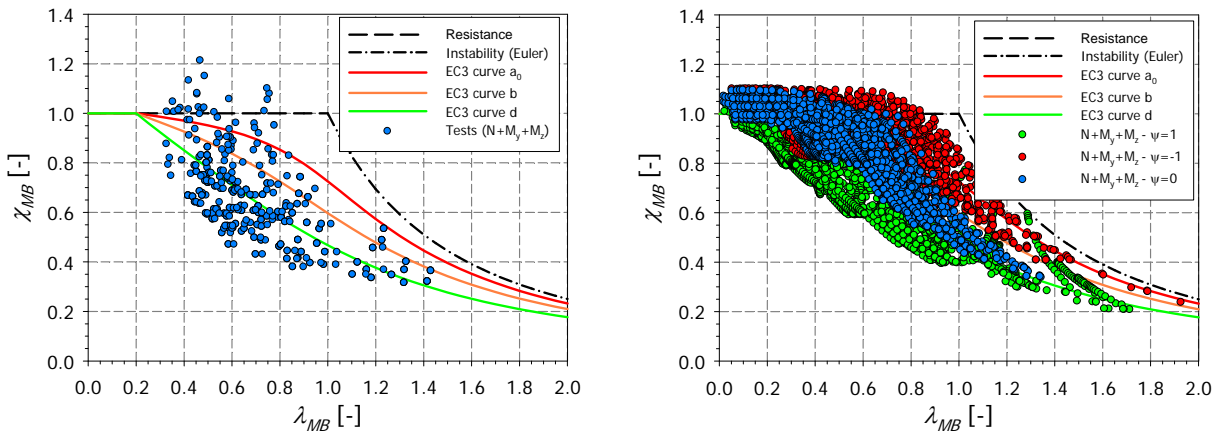 1.4
1.2
1.0
0.8
0.6
0.4
0.2
0.0
χMB [-]
0.0 0.2 0.4 0.6 0.8 1.0 1.2 1.4 1.6 1.8 2.0
λMB [-]
Resistance
Instability (Euler)
EC3 curve a0
EC3 curve b
EC3 curve d
Tests (N+My+Mz)
1.4
1.2
1.0
0.8
0.6
0.4
0.2
0.0
χMB [-]
0.0 0.2 0.4 0.6 0.8 1.0 1.2 1.4 1.6 1.8 2.0
λMB [-]
Resistance
Instability (Euler)
EC3 curve a0
EC3 curve b
EC3 curve d
N+My+Mz - ψ=1
N+My+Mz - ψ=-1
N+My+Mz - ψ=0